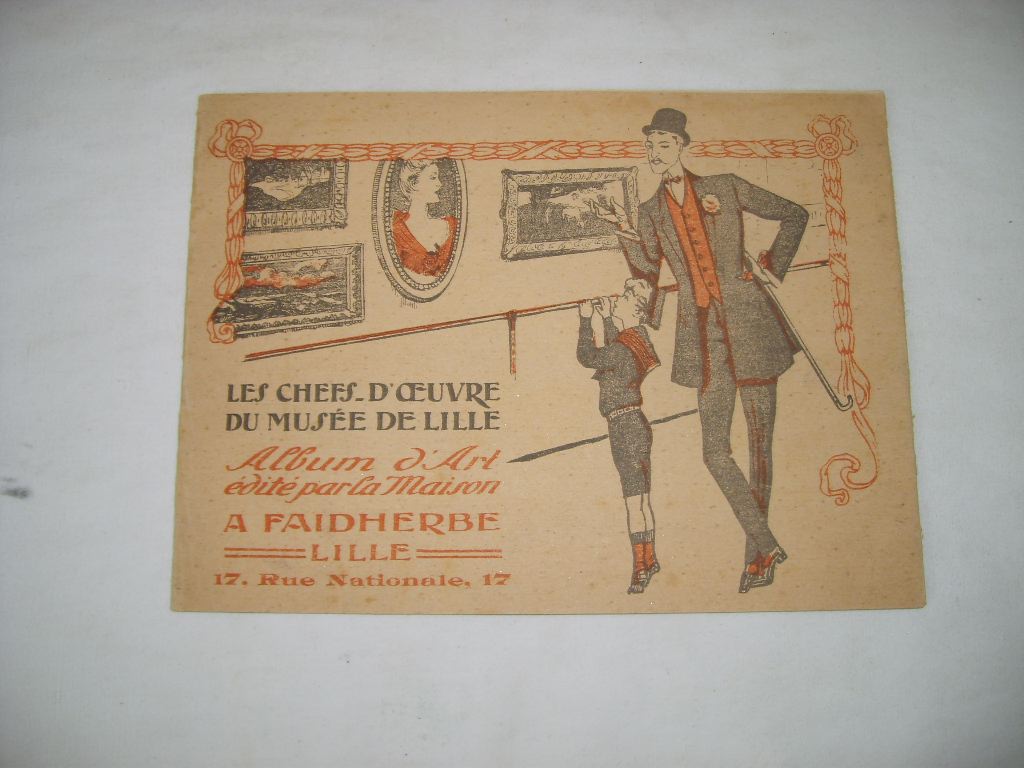 LES CHEFS-D'ŒUVRE
DU MUSÉE DE LILLE
Album d'Art
édité par la Maison
A FAIDHERBE
LILLE
17, Rue Nationale, 17